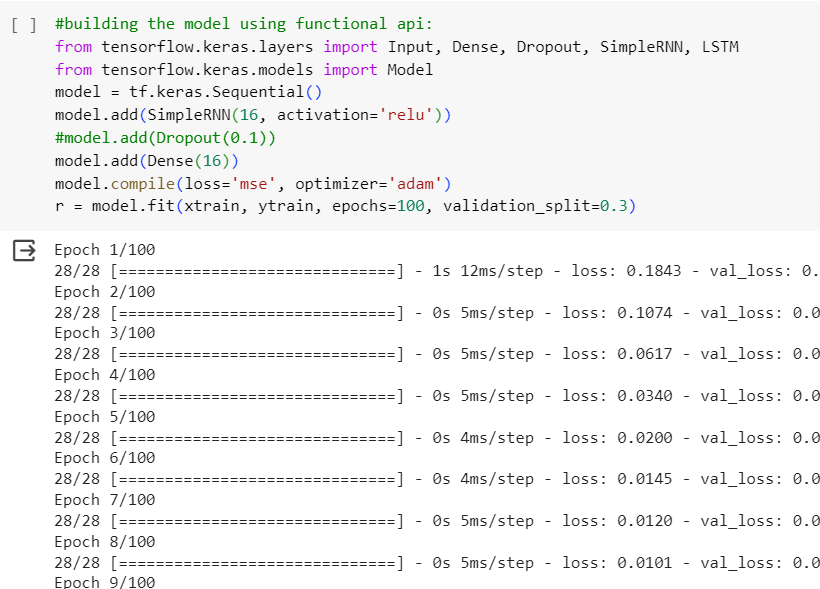 [ ] #building the model using functional api:
from tensorflow.keras.layers import Input, Dense, Dropout, SimpleRNN, LSTM
from tensorflow.keras.models import Model
model = tf.keras.Sequential()
model.add(SimpleRNN(16, activation='relu'))
#model.add(Dropout(0.1))
model.add(Dense(16))
model.compile(loss='mse', optimizer='adam')
r = model.fit(xtrain, ytrain, epochs=100, validation_split=0.3)
Epoch 1/100
28/28 [==============================] - 1s 12ms/step - loss: 0.1843 - val_loss: 0.
Epoch 2/100
28/28 [==============================] - 0s 5ms/step - loss: 0.1074 - val_loss: 0.0
Epoch 3/100
28/28 [==============================] - 0s 5ms/step - loss: 0.0617 - val_loss: 0.0
Epoch 4/100
28/28 [==============================] - 0s 5ms/step - loss: 0.0340 - val_loss: 0.0
Epoch 5/100
28/28 [==============================] - 0s 4ms/step - loss: 0.0200 - val_loss: 0.0
Epoch 6/100
28/28 [==============================] - 0s 4ms/step - loss: 0.0145 - val_loss: 0.0
Epoch 7/100
28/28 [==============================] - 0s 5ms/step - loss: 0.0120 - val_loss: 0.0
Epoch 8/100
28/28 [==============================] - 0s 5ms/step - loss: 0.0101 - val_loss: 0.0
Epoch 9/100